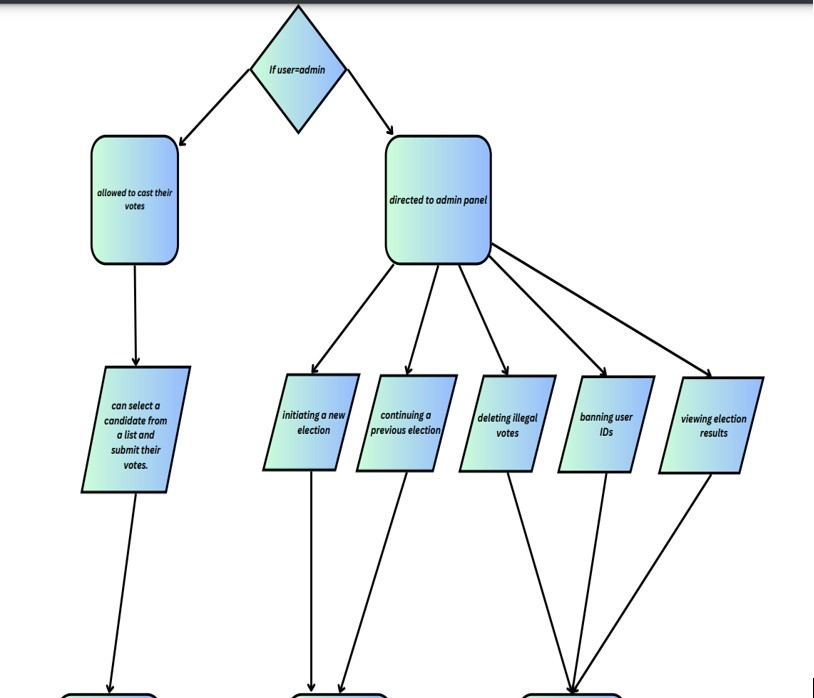 If user=admin
allowed to cast their
votes
directed to admin panel
can select a
candidate from
a list and
submit their
votes.
initiating a new
election
continuing a
previous election
deleting illegal
votes
banning user
IDs
viewing election
results